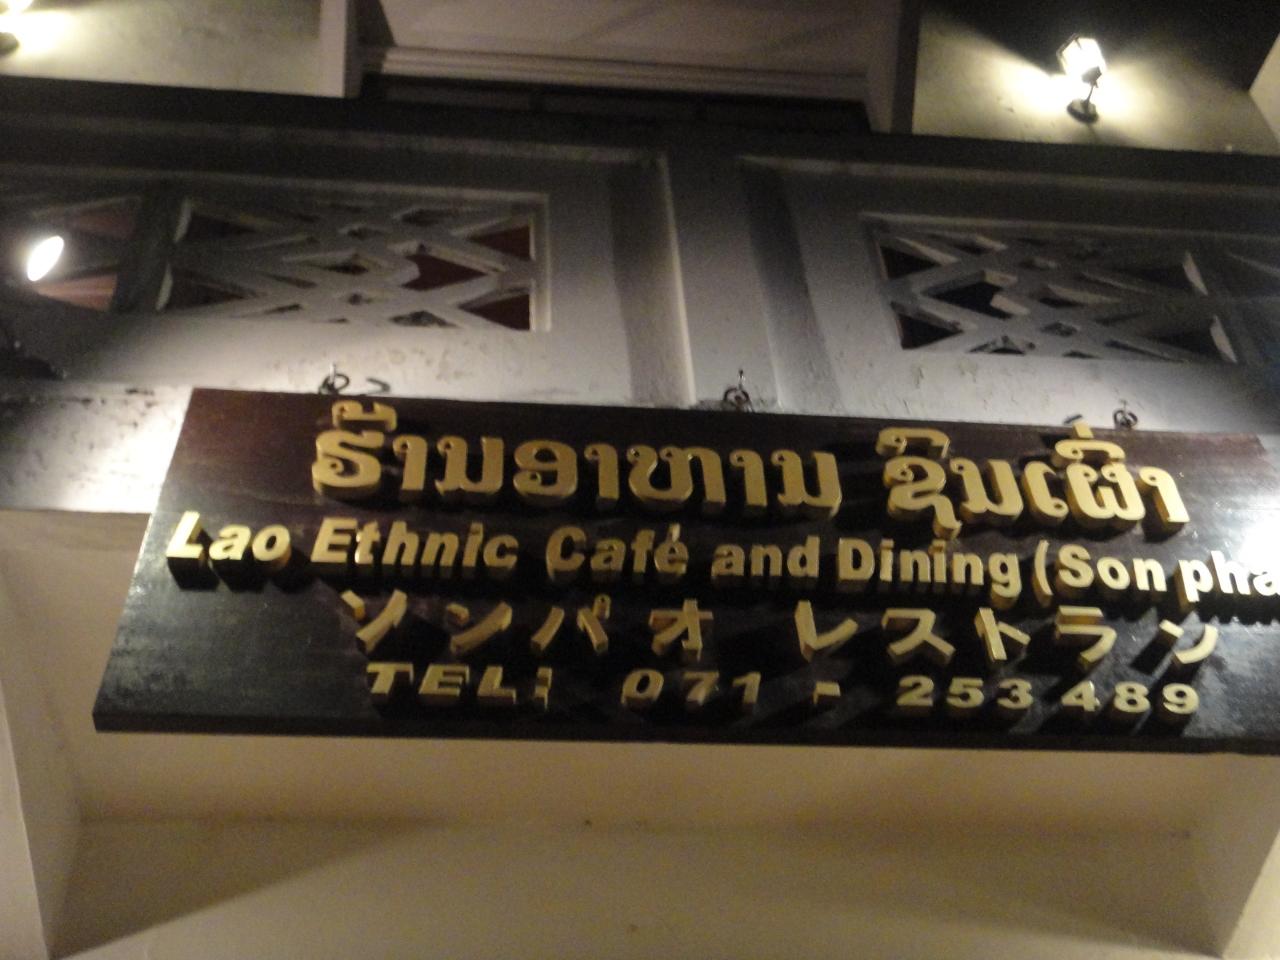 ຮ້ານອາຫານ ຊົນເຜົ່າ
Lao Ethnic Café and Dining (Son pha
ソンパオ レストラン
TEL: 071 - 253489